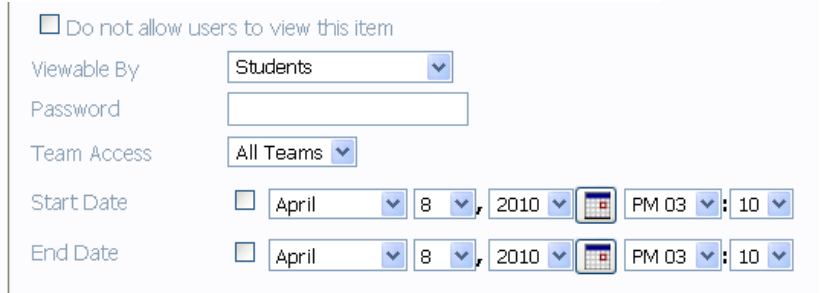 Do not allow users to view this item
Viewable By Students
Password
Team Access All Teams
Start Date April 8 , 2010 PM 03 : 10
End Date April 8 , 2010 PM 03 : 10